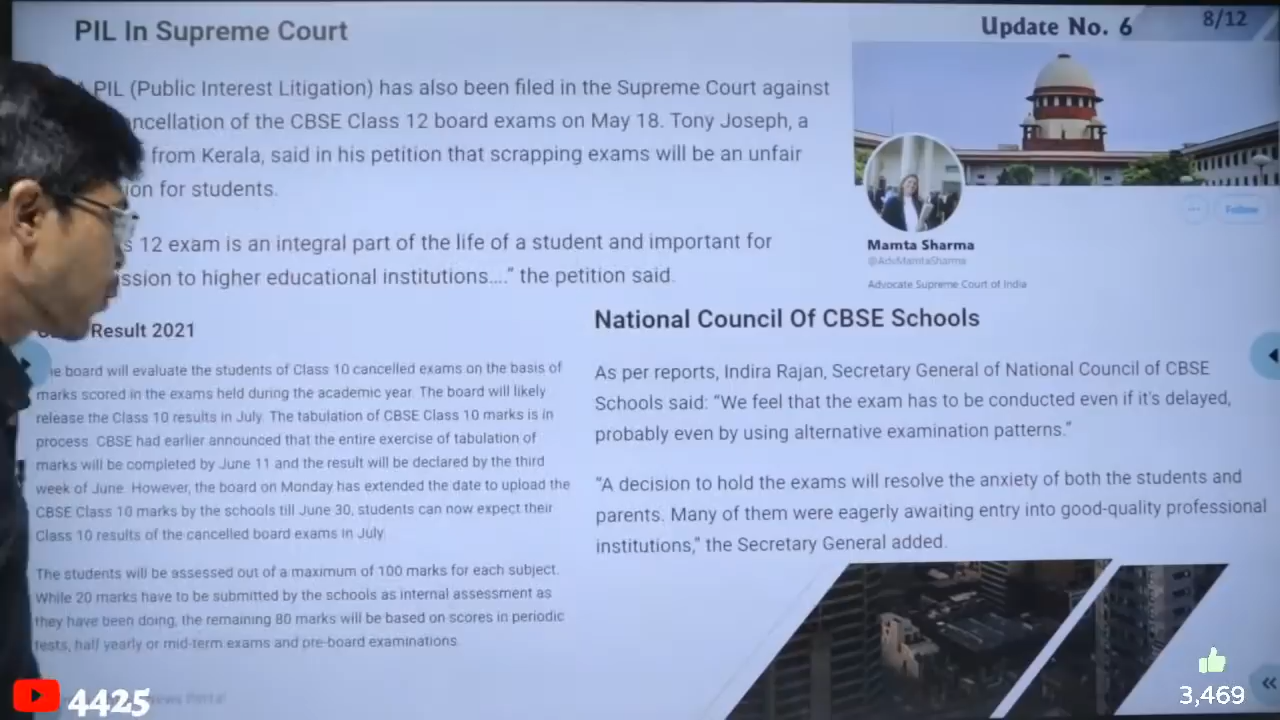 PIL In Supreme Court
Update No. 6
8/12
PIL (Public Interest Litigation) has also been filed in the Supreme Court against
ncellation of the CBSE Class 12 board exams on May 18. Tony Joseph, a
from Kerala, said in his petition that scrapping exams will be an unfair
ion for students.
s 12 exam is an integral part of the life of a student and important for
ssion to higher educational institutions...." the petition said.
Follow
Mamta Sharma
@AdvMamtaSharma
Advocate Supreme Court of India
Result 2021
e board will evaluate the students of Class 10 cancelled exams on the basis of
marks scored in the exams held during the academic year. The board will likely
release the Class 10 results in July. The tabulation of CBSE Class 10 marks is in
process. CBSE had earlier announced that the entire exercise of tabulation of
marks will be completed by June 11 and the result will be declared by the third
week of June. However, the board on Monday has extended the date to upload the
CBSE Class 10 marks by the schools till June 30, students can now expect their
Class 10 results of the cancelled board exams in July.
The students will be assessed out of a maximum of 100 marks for each subject.
While 20 marks have to be submitted by the schools as internal assessment as
they have been doing, the remaining 80 marks will be based on scores in periodic
tests, half yearly or mid-term exams and pre-board examinations.
National Council Of CBSE Schools
As per reports, Indira Rajan, Secretary General of National Council of CBSE
Schools said: "We feel that the exam has to be conducted even if it's delayed,
probably even by using alternative examination patterns."
"A decision to hold the exams will resolve the anxiety of both the students and
parents. Many of them were eagerly awaiting entry into good-quality professional
institutions," the Secretary General added.
4425
News Portal
3,469